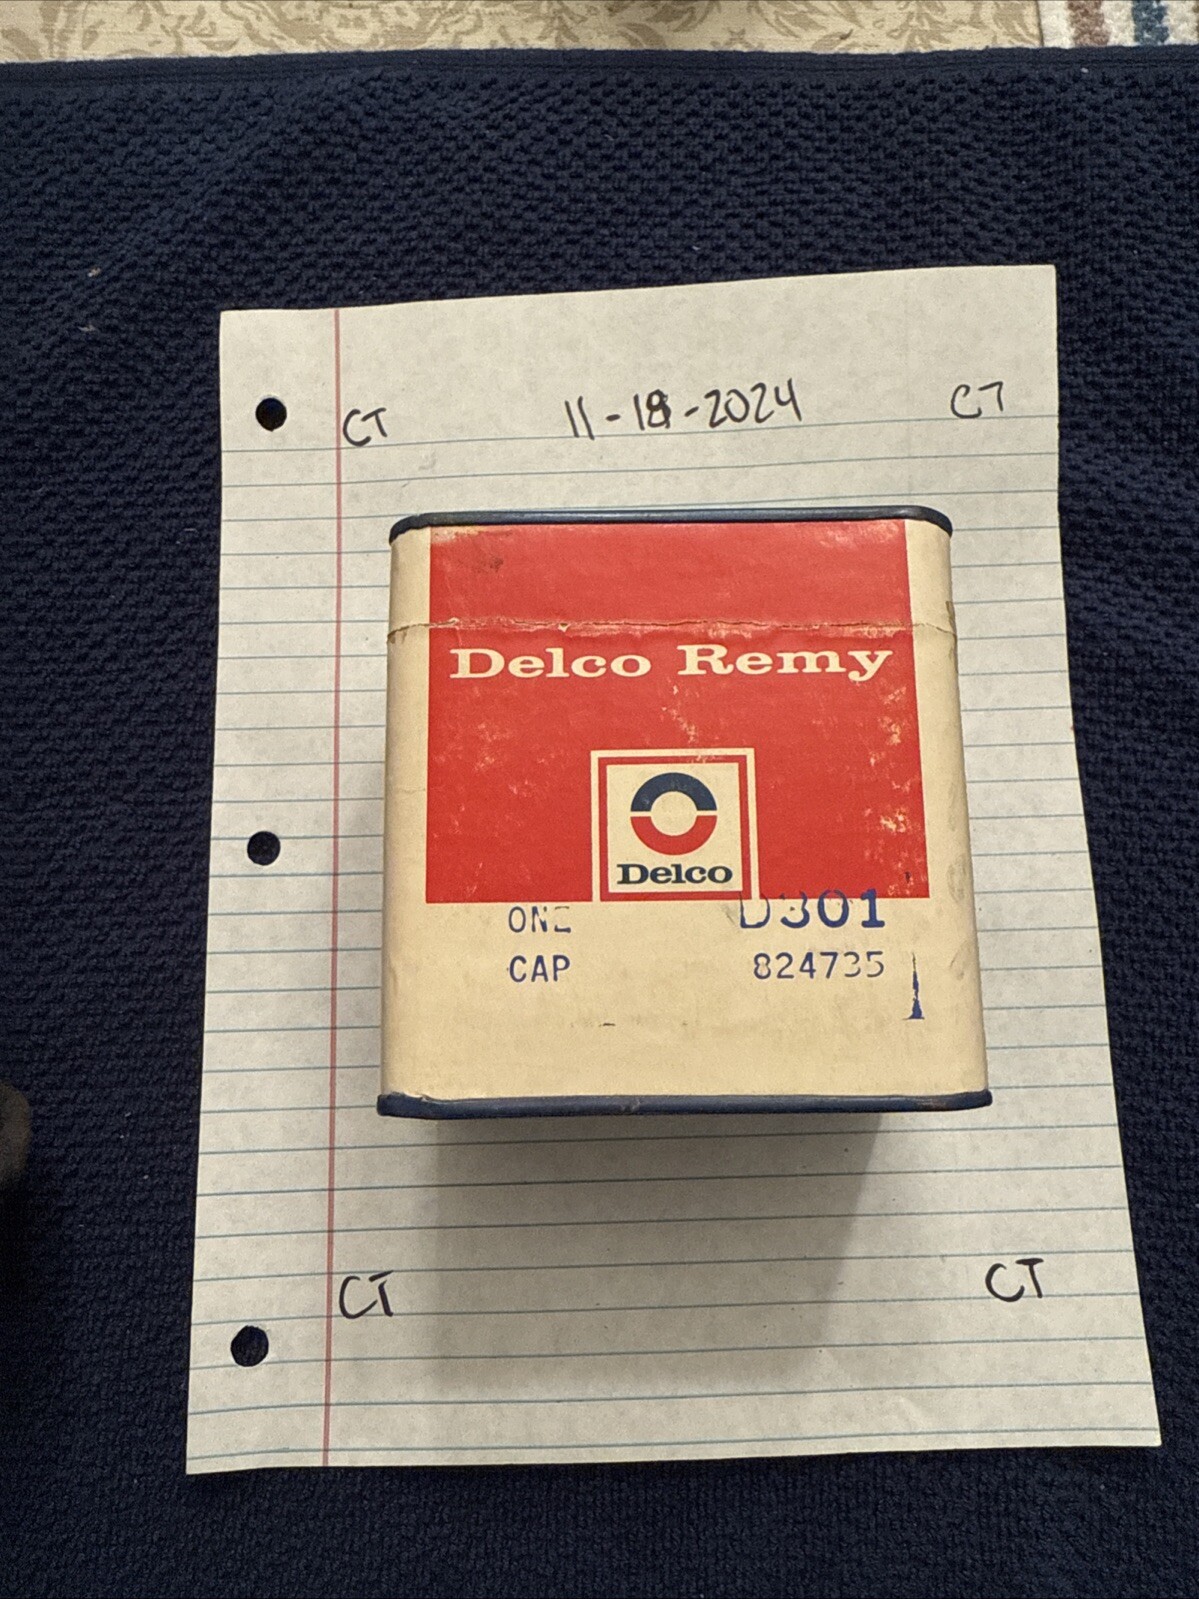 CT 11-18-2024 CT
Delco Remy
Delco
ONE D301
CAP 824735
CT CT